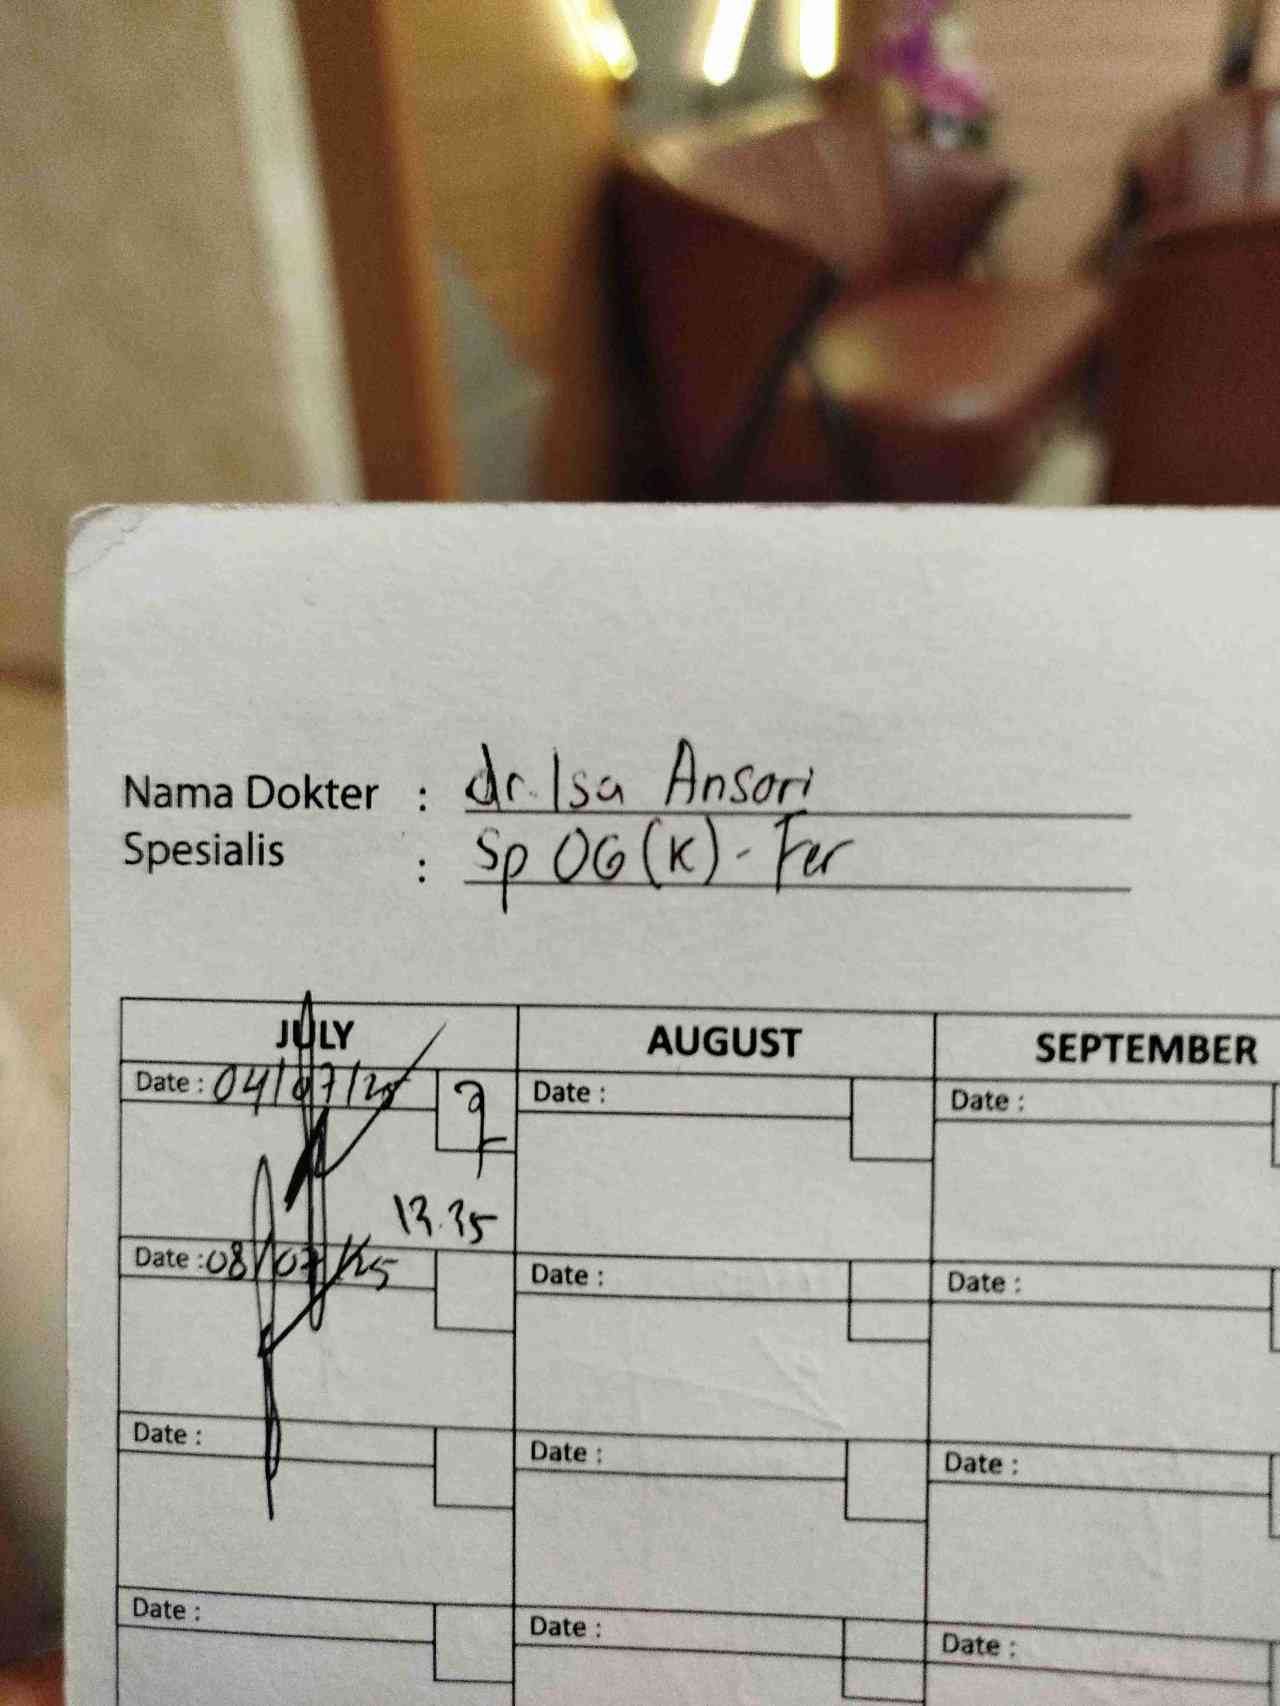 Nama Dokter : dr. Isa Ansori
Spesialis : Sp OG (K) - Fer
JULY AUGUST SEPTEMBER
Date : 04/07/25 Date : Date :
13.35
Date : 08/07/25 Date : Date :
Date : Date : Date :
Date : Date : Date :